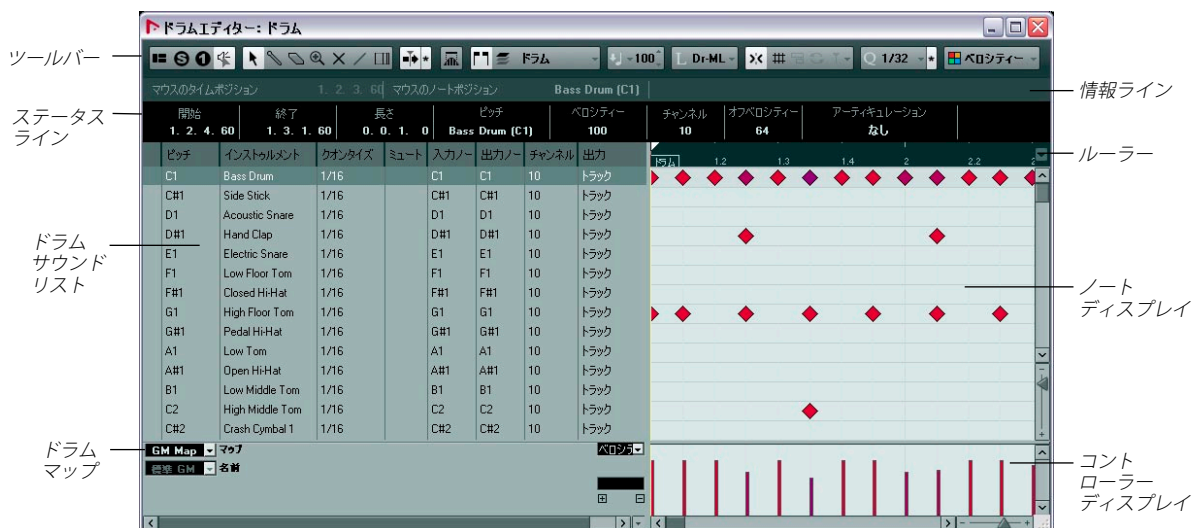 ドラムエディター: ドラム
ツールバー
S 1 ドラム 100 L Dr-ML Q 1/32 ベロシティー
マウスのタイムポジション 1. 2. 3. 60 マウスのノートポジション Bass Drum (C1)
情報ライン
ステータス
ライン
開始 終了 長さ ピッチ ベロシティー チャンネル オフベロシティー アーティキュレーション
1. 2. 4. 60 1. 3. 1. 60 0. 0. 1. 0 Bass Drum (C1) 100 10 64 なし
ピッチ インストゥルメント クオンタイズ ミュート 入力ノー 出力ノー チャンネル 出力
ドラム 1.2 1.3 1.4 2 2.2 2
ルーラー
C1 Bass Drum 1/16 C1 C1 10 トラック
C#1 Side Stick 1/16 C#1 C#1 10 トラック
D1 Acoustic Snare 1/16 D1 D1 10 トラック
D#1 Hand Clap 1/16 D#1 D#1 10 トラック
E1 Electric Snare 1/16 E1 E1 10 トラック
F1 Low Floor Tom 1/16 F1 F1 10 トラック
F#1 Closed Hi-Hat 1/16 F#1 F#1 10 トラック
G1 High Floor Tom 1/16 G1 G1 10 トラック
G#1 Pedal Hi-Hat 1/16 G#1 G#1 10 トラック
A1 Low Tom 1/16 A1 A1 10 トラック
A#1 Open Hi-Hat 1/16 A#1 A#1 10 トラック
B1 Low Middle Tom 1/16 B1 B1 10 トラック
C2 High Middle Tom 1/16 C2 C2 10 トラック
C#2 Crash Cymbal 1 1/16 C#2 C#2 10 トラック
ドラム
サウンド
リスト
ノート
ディスプレイ
ドラム
マップ
GM Map マップ ベロシラ
標準 GM 名前
コント
ローラー
ディスプレイ